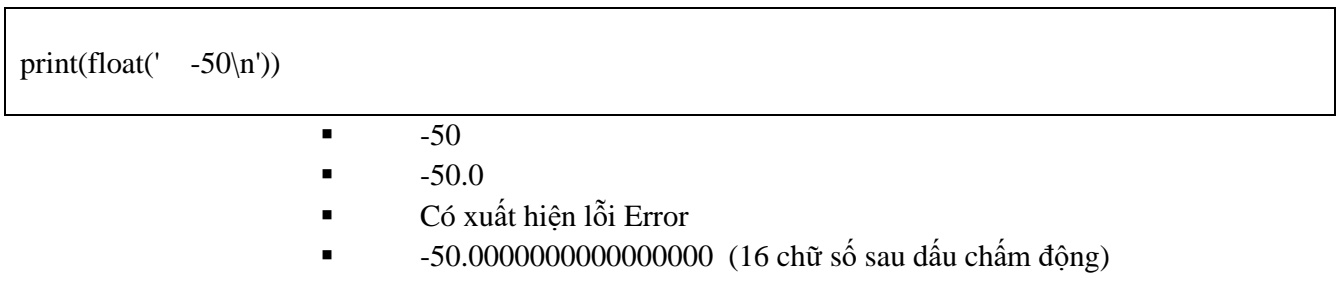 print(float('    -50\n'))
▪ -50
▪ -50.0
▪ Có xuất hiện lỗi Error
▪ -50.0000000000000000  (16 chữ số sau dấu chấm động)